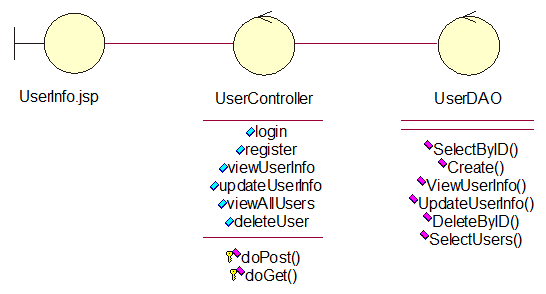 UserInfo.jsp
UserController
login
register
viewUserInfo
updateUserInfo
viewAllUsers
deleteUser
doPost()
doGet()
UserDAO
SelectByID()
Create()
ViewUserInfo()
UpdateUserInfo()
DeleteByID()
SelectUsers()